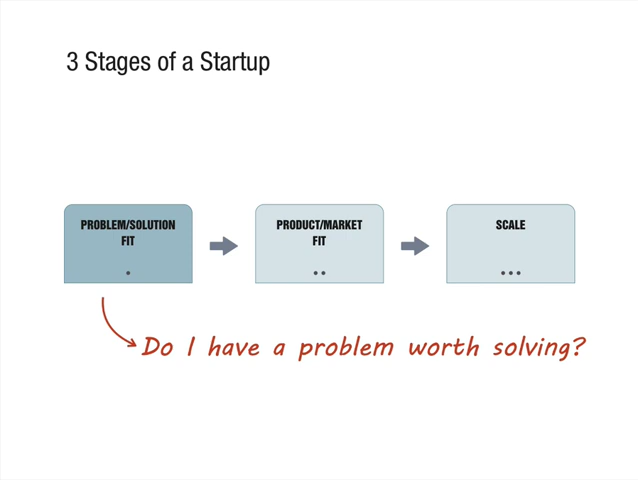 3 Stages of a Startup
PROBLEM/SOLUTION
FIT
PRODUCT/MARKET
FIT
SCALE
Do I have a problem worth solving?